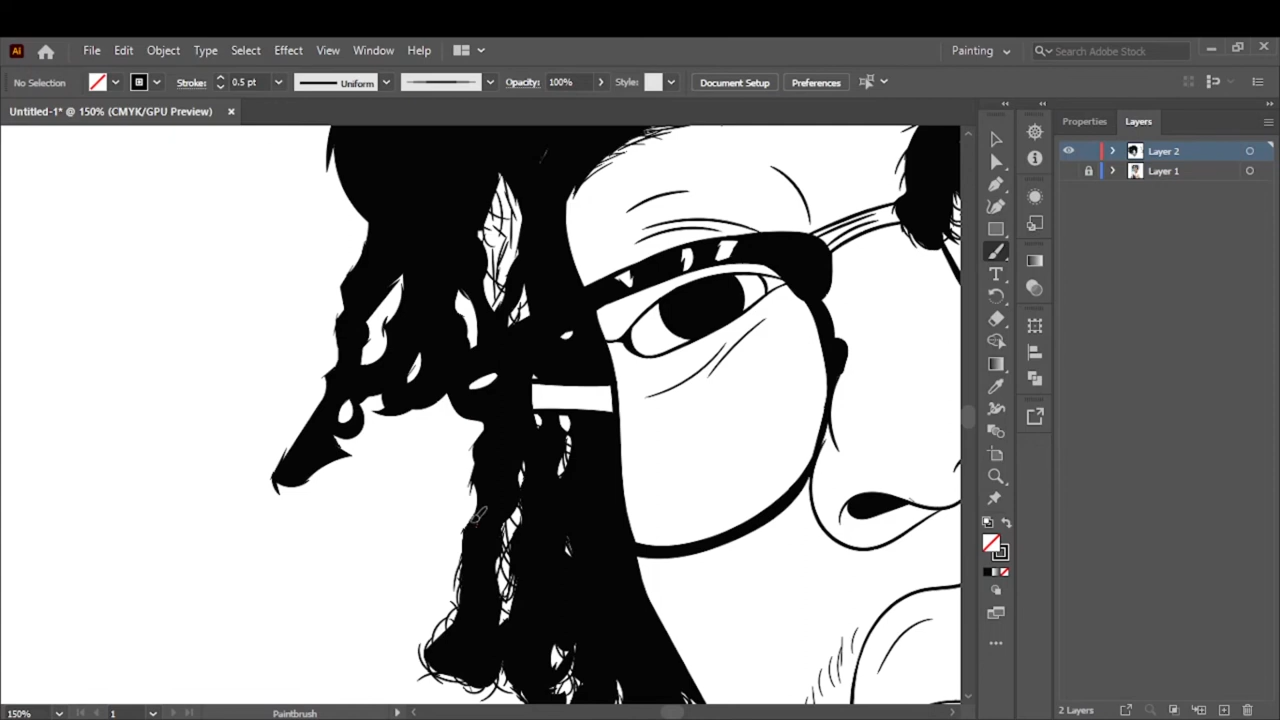 Ai File Edit Object Type Select Effect View Window Help Painting Search Adobe Stock
No Selection Stroke: 0.5 pt Uniform Opacity: 100% Style: Document Setup Preferences
Untitled-1* @ 150% (CMYK/GPU Preview)
Properties Layers
Layer 2
Layer 1
150% 1 Paintbrush 2 Layers